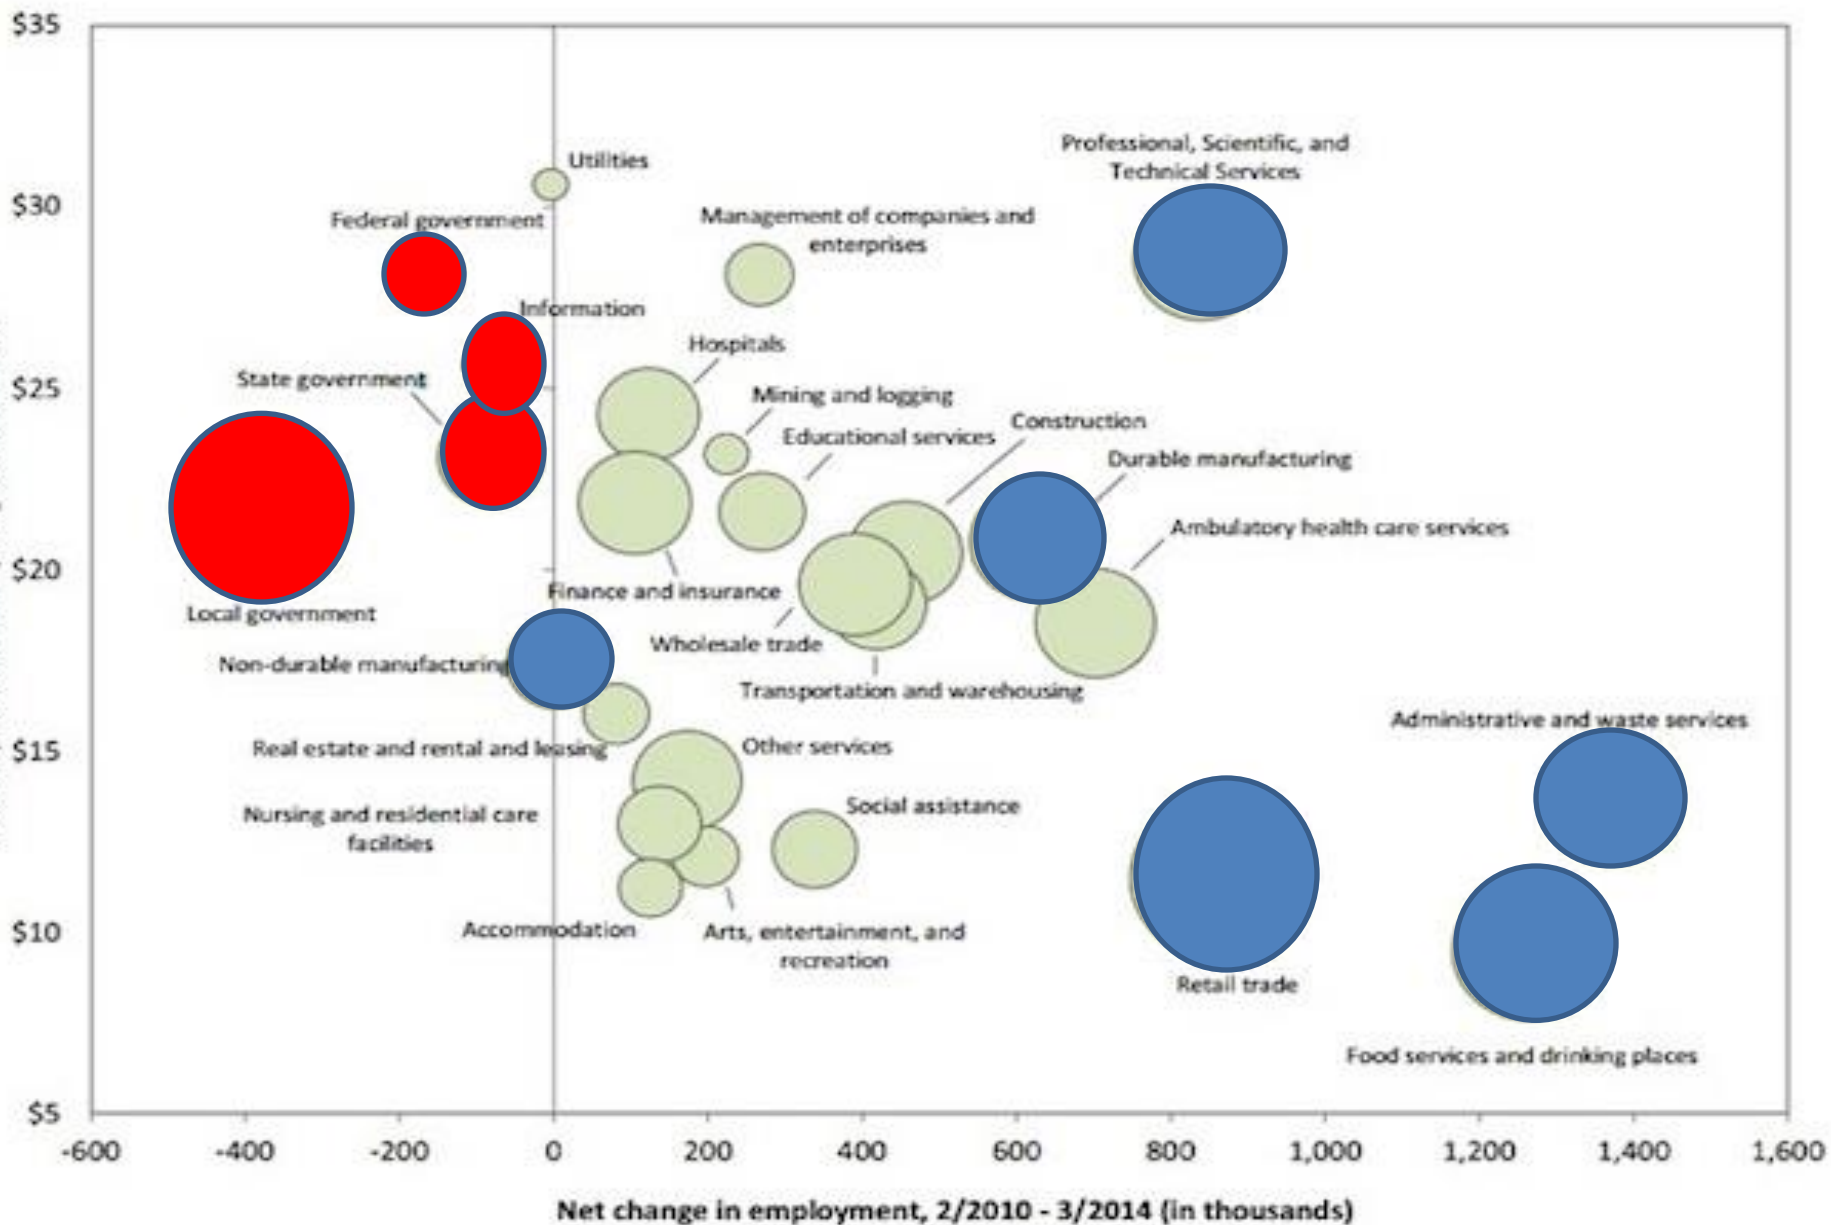 $35
Professional, Scientific, and
Technical Services
Utilities
$30
Federal government
Management of companies and
enterprises
Information
Hospitals
State government
$25
Mining and logging
Construction
Educational services
Durable manufacturing
Ambulatory health care services
$20
Finance and insurance
Local government
Wholesale trade
Non-durable manufacturing
Transportation and warehousing
Administrative and waste services
Real estate and rental and leasing
Other services
$15
Social assistance
Nursing and residential care
facilities
Accommodation
Arts, entertainment, and
recreation
$10
Retail trade
Food services and drinking places
$5
-600 -400 -200 0 200 400 600 800 1,000 1,200 1,400 1,600
Net change in employment, 2/2010 - 3/2014 (in thousands)